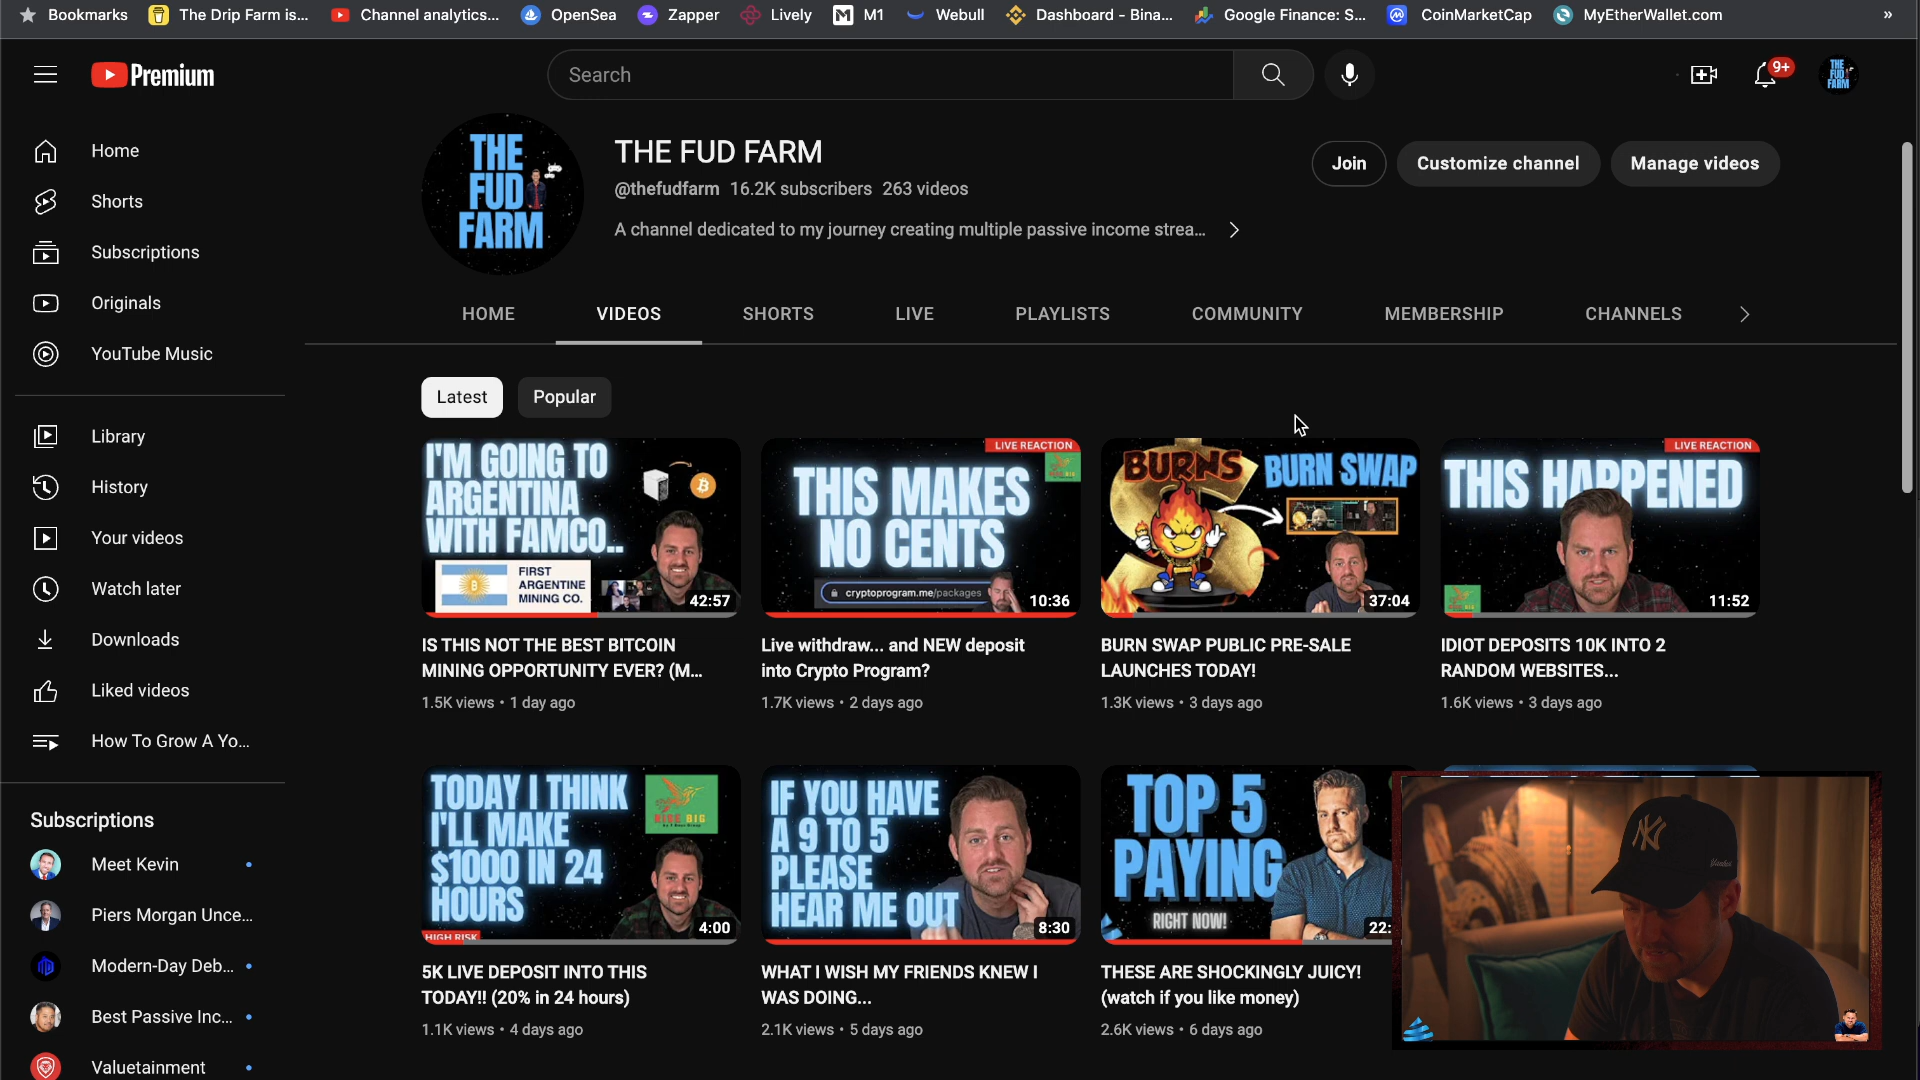 Bookmarks
The Drip Farm is...
Channel analytics...
OpenSea
Zapper
Lively
M1
Webull
Dashboard - Bina...
Google Finance: S...
CoinMarketCap
MyEtherWallet.com
»
Premium
Search
9+
THE
FUD
FARM
Home
Shorts
Subscriptions
Originals
YouTube Music
Library
History
Your videos
Watch later
Downloads
Liked videos
How To Grow A Yo...
Subscriptions
Meet Kevin
Piers Morgan Unce...
Modern-Day Deb...
Best Passive Inc...
Valuetainment
THE
FUD
FARM
THE FUD FARM
@thefudfarm 16.2K subscribers 263 videos
A channel dedicated to my journey creating multiple passive income strea...
Join
Customize channel
Manage videos
HOME
VIDEOS
SHORTS
LIVE
PLAYLISTS
COMMUNITY
MEMBERSHIP
CHANNELS
Latest
Popular
I'M GOING TO
ARGENTINA
WITH FAMCO..
FIRST
ARGENTINE
MINING CO.
42:57
IS THIS NOT THE BEST BITCOIN
MINING OPPORTUNITY EVER? (M...
1.5K views • 1 day ago
LIVE REACTION
THIS MAKES
NO CENTS
cryptoprogram.me/packages
10:36
Live withdraw... and NEW deposit
into Crypto Program?
1.7K views • 2 days ago
BURNS
BURN SWAP
37:04
BURN SWAP PUBLIC PRE-SALE
LAUNCHES TODAY!
1.3K views • 3 days ago
LIVE REACTION
THIS HAPPENED
11:52
IDIOT DEPOSITS 10K INTO 2
RANDOM WEBSITES...
1.6K views • 3 days ago
TODAY I THINK
I'LL MAKE
$1000 IN 24
HOURS
HIGH RISK
4:00
5K LIVE DEPOSIT INTO THIS
TODAY!! (20% in 24 hours)
1.1K views • 4 days ago
IF YOU HAVE
A 9 TO 5
PLEASE
HEAR ME OUT
8:30
WHAT I WISH MY FRIENDS KNEW I
WAS DOING...
2.1K views • 5 days ago
TOP 5
PAYING
RIGHT NOW!
22:
THESE ARE SHOCKINGLY JUICY!
(watch if you like money)
2.6K views • 6 days ago
NY